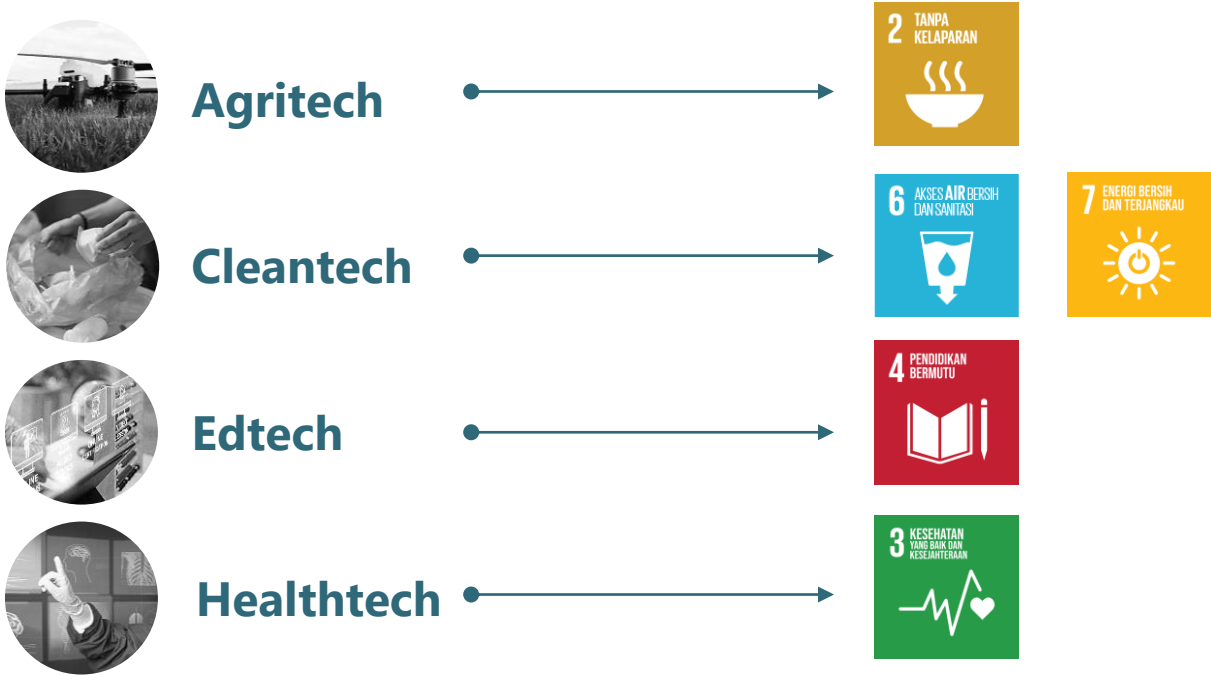 Agritech
2 TANPA
KELAPARAN
Cleantech
6 AKSES AIR BERSIH
DAN SANITASI
7 ENERGI BERSIH
DAN TERJANGKAU
Edtech
4 PENDIDIKAN
BERMUTU
Healthtech
3 KESEHATAN
YANG BAIK DAN
KESEJAHTERAAN